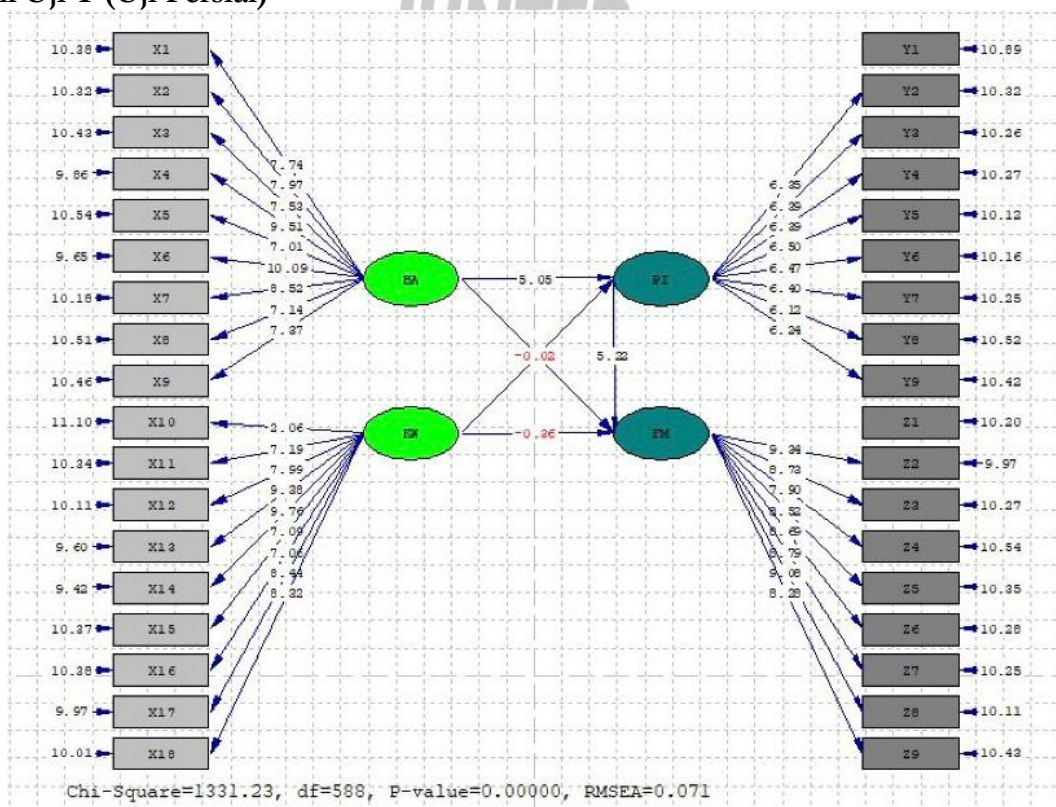 Uji T (Uji Persial)
10.38 X1 Y1 10.89
10.32 X2 Y2 10.32
10.43 X3 Y3 10.26
9.86 X4 Y4 10.27
10.54 X5 Y5 10.12
9.65 X6 Y6 10.16
10.18 X7 Y7 10.25
10.51 X8 Y8 10.52
10.46 X9 Y9 10.42
11.10 X10 Z1 10.20
10.34 X11 Z2 9.97
10.11 X12 Z3 10.27
9.60 X13 Z4 10.54
9.42 X14 Z5 10.35
10.37 X15 Z6 10.28
10.38 X16 Z7 10.25
9.97 X17 Z8 10.11
10.01 X18 Z9 10.43
7.74
7.97
7.53
9.51
7.01
10.09
8.52
7.14
7.37
2.06
7.19
7.99
9.38
9.76
7.09
7.06
8.44
8.32
5.05
-0.02
5.22
-0.36
PI
6.35
6.39
6.39
6.50
6.47
6.40
6.12
6.24
9.34
8.73
7.90
8.52
8.69
8.79
9.08
8.28
Chi-Square=1331.23, df=588, P-value=0.00000, RMSEA=0.071